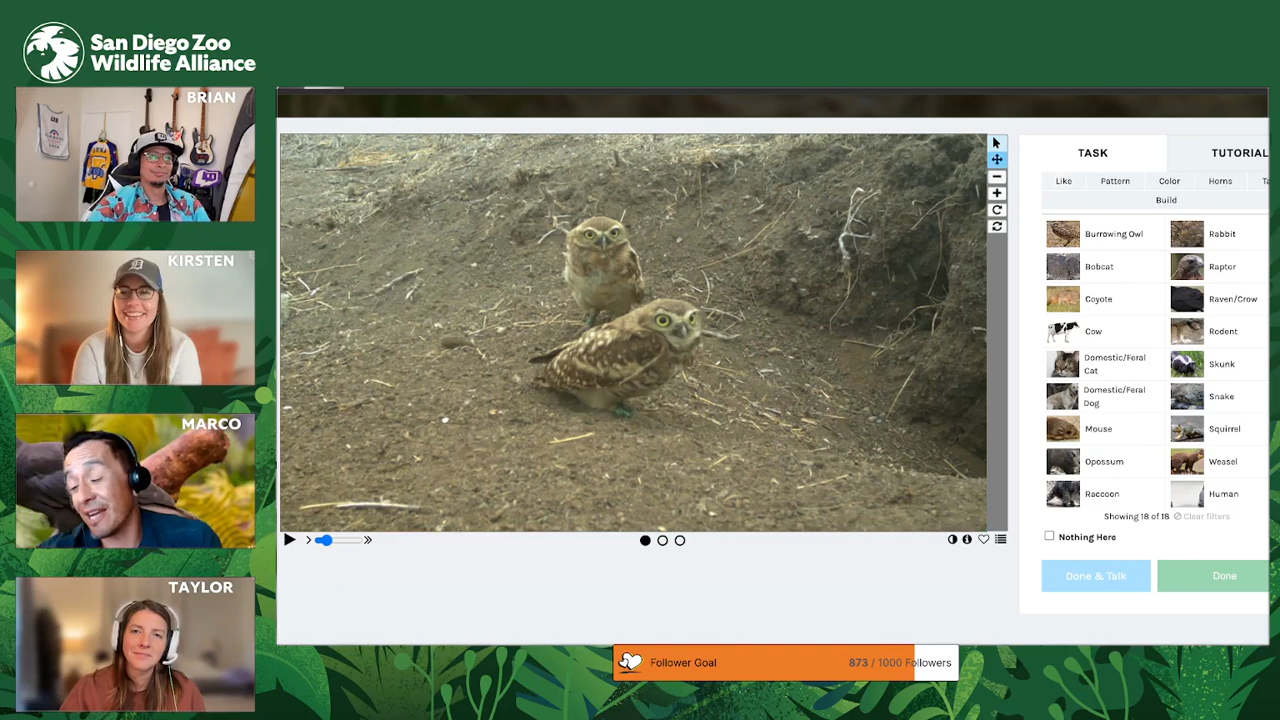 San Diego Zoo
Wildlife Alliance
BRIAN
KIRSTEN
MARCO
TAYLOR
TASK
TUTORIAL
Like
Pattern
Color
Horns
Ta
Build
Burrowing Owl
Rabbit
Bobcat
Raptor
Coyote
Raven/Crow
Cow
Rodent
Domestic/Feral
Cat
Skunk
Domestic/Feral
Dog
Snake
Mouse
Squirrel
Opossum
Weasel
Raccoon
Human
Showing 18 of 18
Clear filters
Nothing Here
Done & Talk
Done
Follower Goal
873 / 1000 Followers